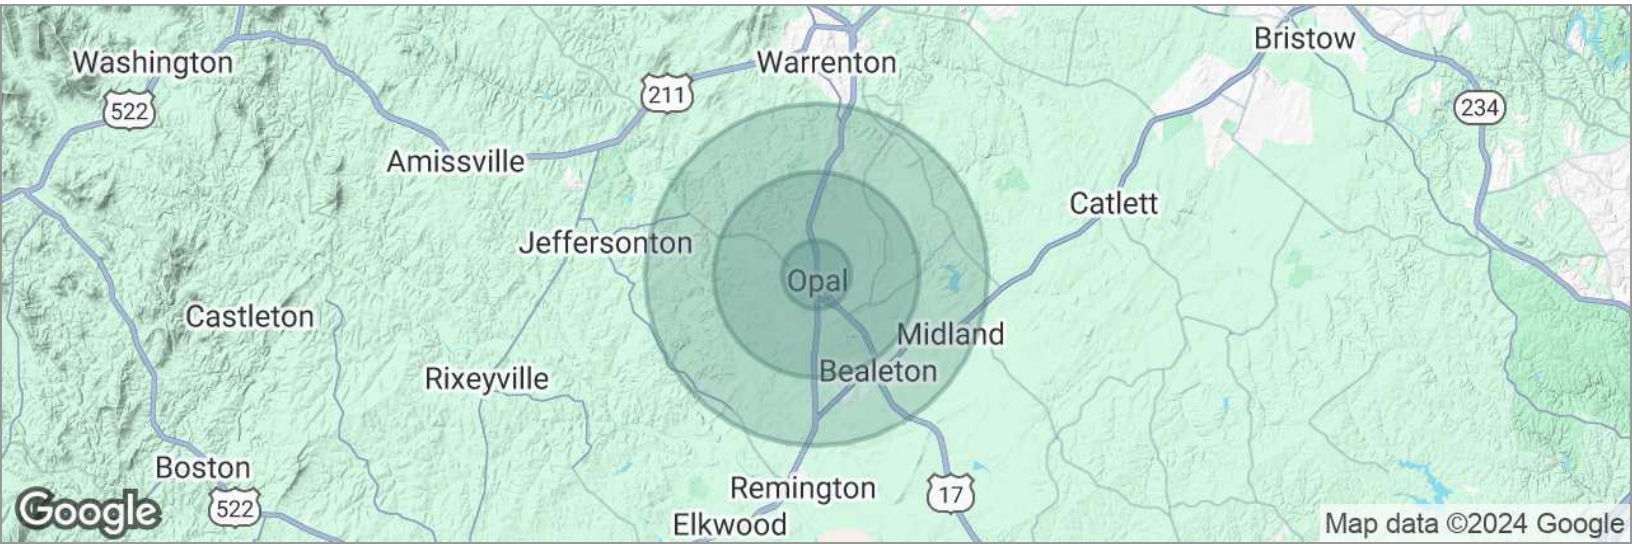 Bristow
Washington
Warrenton
211
522
234
Amissville
Catlett
Jeffersonton
Opal
Castleton
Midland
Bealeton
Rixeyville
Boston
Remington
17
522
Google
Elkwood
Map data ©2024 Google